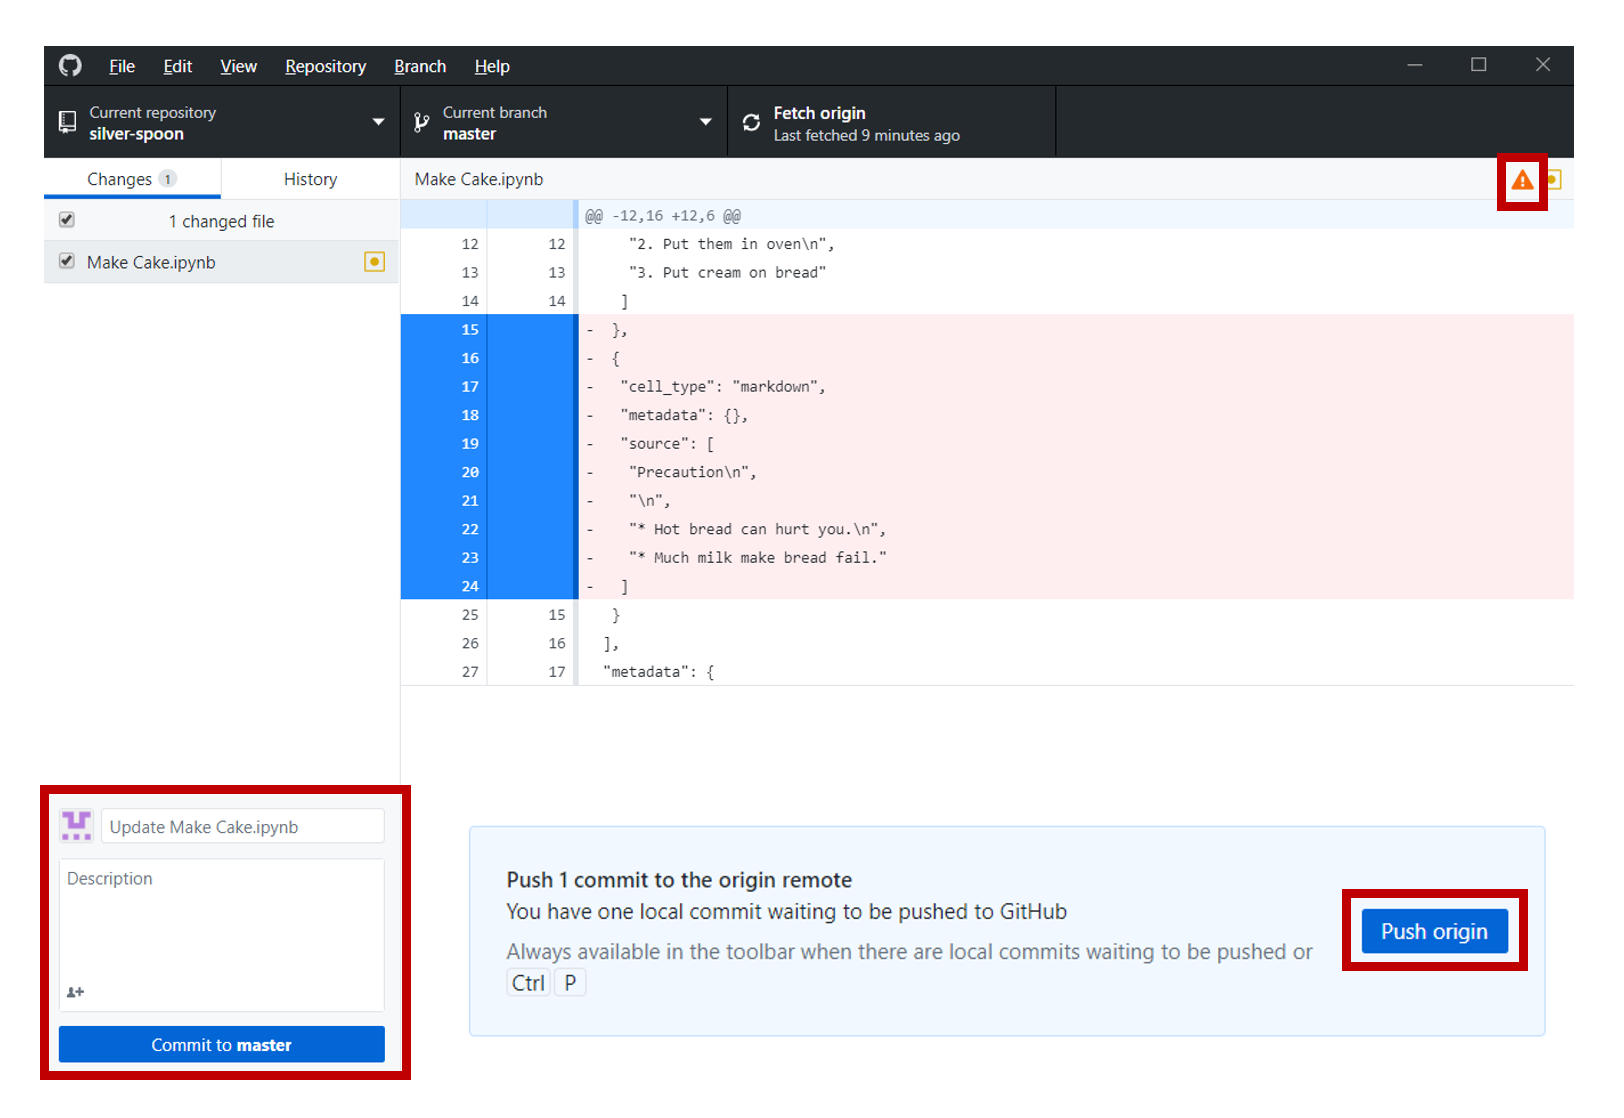 File Edit View Repository Branch Help
Current repository
silver-spoon
Current branch
master
Fetch origin
Last fetched 9 minutes ago
Changes 1 History
Make Cake.ipynb
1 changed file
Make Cake.ipynb
@@ -12,16 +12,6 @@
12 12 "2. Put them in oven\n",
13 13 "3. Put cream on bread"
14 14 ]
15 - },
16 - {
17 - "cell_type": "markdown",
18 - "metadata": {},
19 - "source": [
20 - "Precaution\n",
21 - "\n",
22 - "* Hot bread can hurt you.\n",
23 - "* Much milk make bread fail."
24 - ]
25 15 }
26 16 ],
27 17 "metadata": {
Update Make Cake.ipynb
Description
Commit to master
Push 1 commit to the origin remote
You have one local commit waiting to be pushed to GitHub
Always available in the toolbar when there are local commits waiting to be pushed or
Ctrl P
Push origin